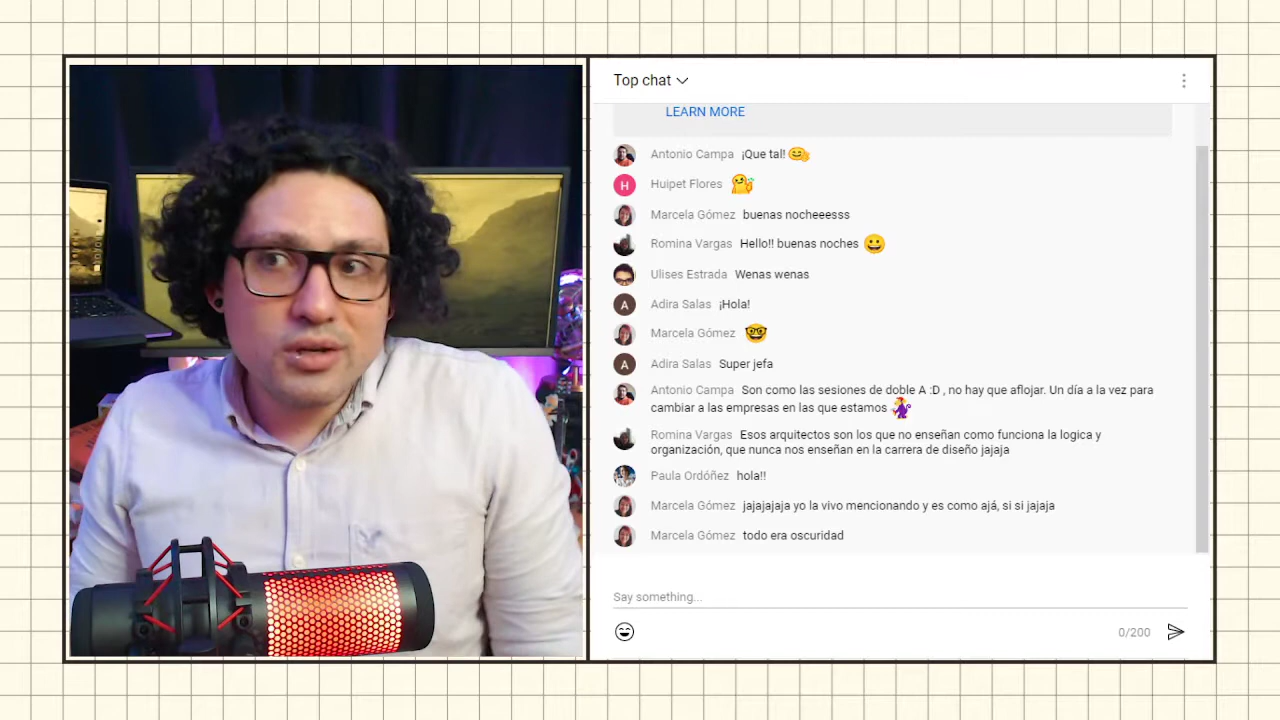 Top chat
LEARN MORE
Antonio Campa ¡Que tal!
H Huipet Flores
Marcela Gómez buenas nocheeesss
Romina Vargas Hello!! buenas noches
Ulises Estrada Wenas wenas
A Adira Salas ¡Hola!
Marcela Gómez
A Adira Salas Super jefa
Antonio Campa Son como las sesiones de doble A :D , no hay que aflojar. Un día a la vez para
cambiar a las empresas en las que estamos
Romina Vargas Esos arquitectos son los que no enseñan como funciona la logica y
organización, que nunca nos enseñan en la carrera de diseño jajaja
Paula Ordóñez hola!!
Marcela Gómez jajajajaja yo la vivo mencionando y es como ajá, si si jajaja
Marcela Gómez todo era oscuridad
Say something...
0/200